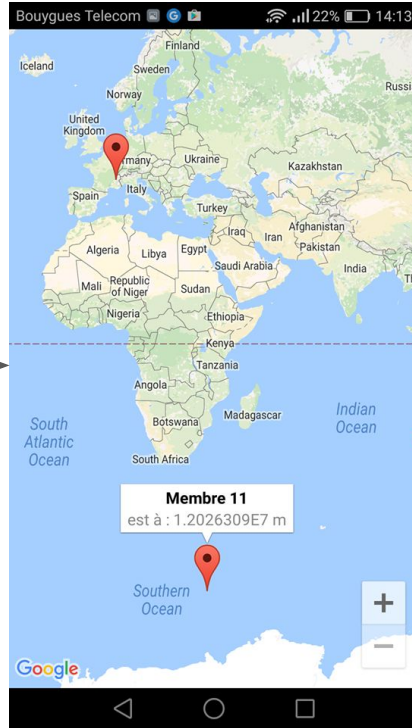 Bouygues Telecom 22% 14:13
Finland
Iceland
Sweden
Russi
Norway
United
Kingdom
rmany
Ukraine
Kazakhstan
Spain
Italy
Turkey
Iraq
Iran
Afghanistan
Pakistan
Algeria
Libya
Egypt
Saudi Arabia
India
Mali
Republic
of Niger
Sudan
Nigeria
Ethiopia
Kenya
Tanzania
Angola
Botswana
Madagascar
South
Atlantic
Ocean
Indian
Ocean
South Africa
Membre 11
est à : 1.2026309E7 m
Southern
Ocean
+
−
Google